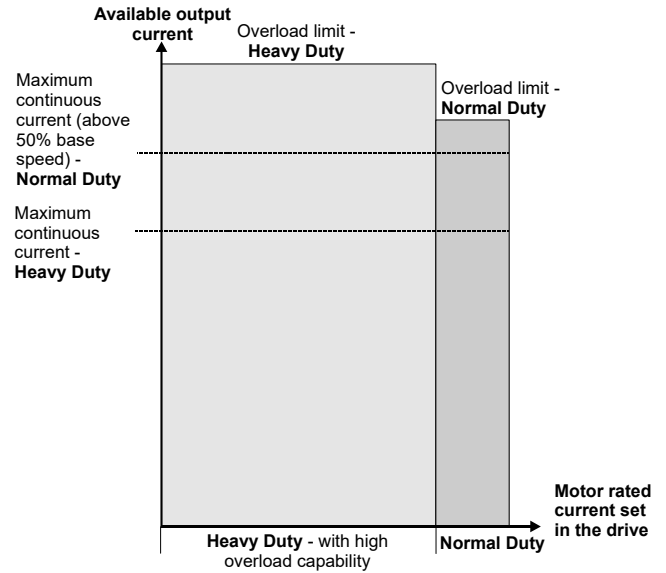 Available output
current
Overload limit -
Heavy Duty
Maximum
continuous
current (above
50% base
speed) -
Normal Duty
Overload limit -
Normal Duty
Maximum
continuous
current -
Heavy Duty
Motor rated
current set
in the drive
Heavy Duty - with high
overload capability
Normal Duty